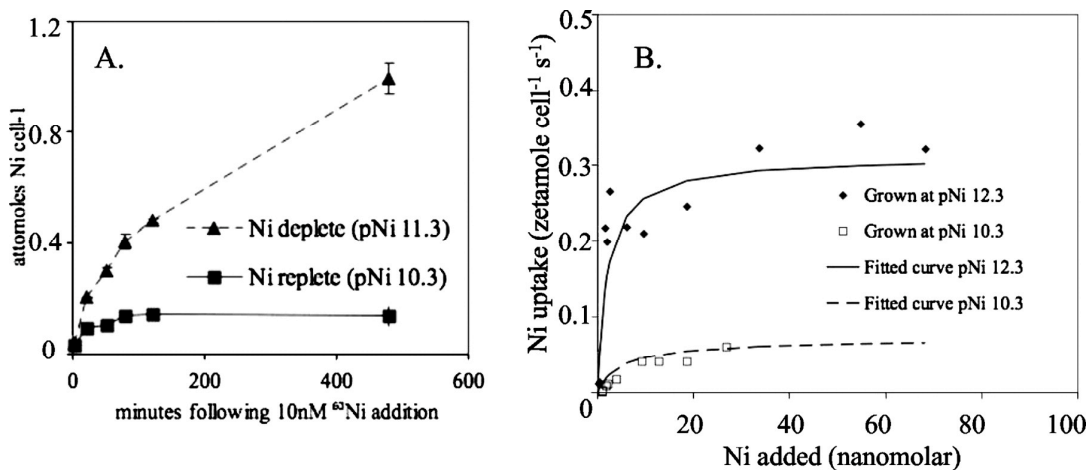 A.
attomoles Ni cell-1
1.2
0.8
0.4
0
Ni deplete (pNi 11.3)
Ni replete (pNi 10.3)
0 200 400 600
minutes following 10nM ⁶³Ni addition
B.
Ni uptake (zetamole cell⁻¹ s⁻¹)
0.5
0.4
0.3
0.2
0.1
0
Grown at pNi 12.3
Grown at pNi 10.3
Fitted curve pNi 12.3
Fitted curve pNi 10.3
0 20 40 60 80 100
Ni added (nanomolar)